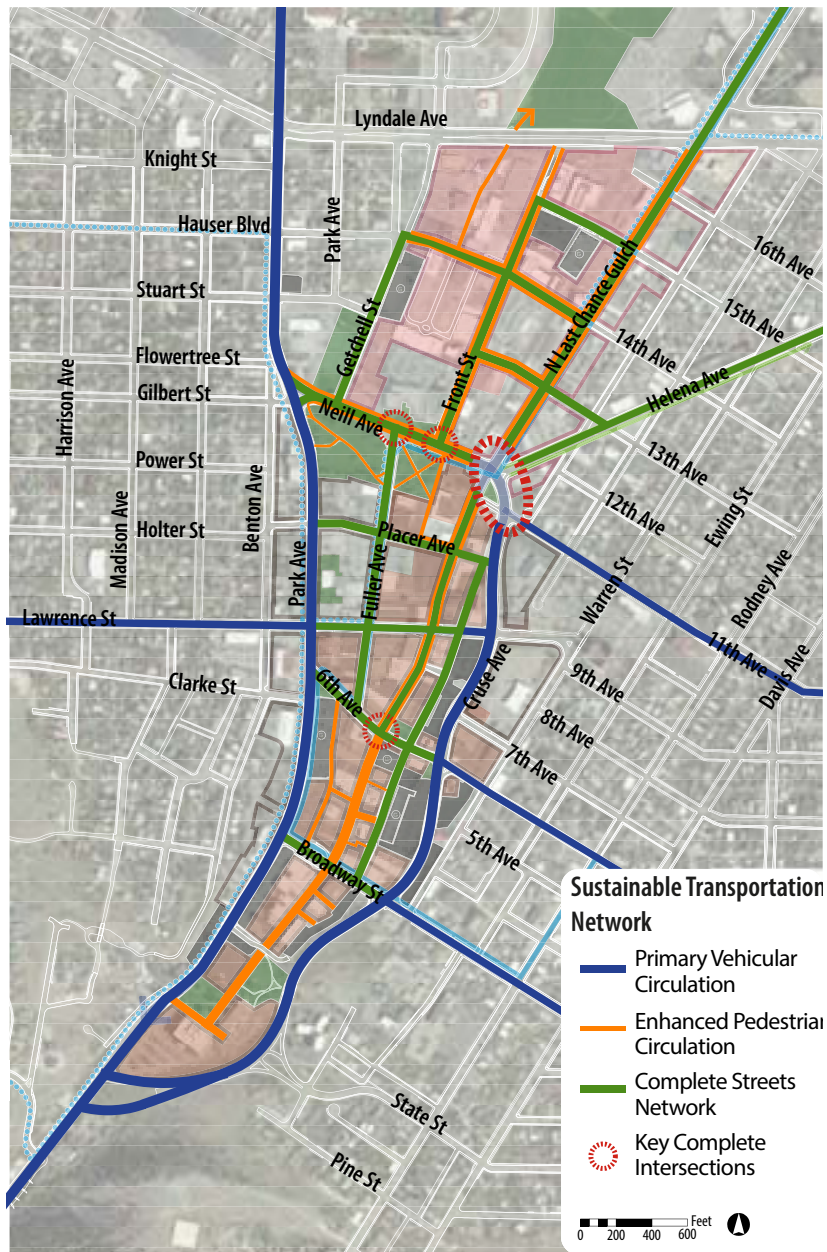 Lyndale Ave
Knight St
Park Ave
Hauser Blvd
16th Ave
Stuart St
15th Ave
N Last Chance Gulch
Getchell St
14th Ave
Flowertree St
Front St
Helena Ave
Harrison Ave
Gilbert St
Neill Ave
13th Ave
Power St
12th Ave
Ewing St
Madison Ave
Holter St
Benton Ave
Placer Ave
Park Ave
Fuller Ave
Warren St
Rodney Ave
Lawrence St
11th Ave
Davis Ave
Cruse Ave
9th Ave
Clarke St
6th Ave
8th Ave
7th Ave
5th Ave
Broadway St
State St
Pine St
Sustainable Transportation
Network
Primary Vehicular
Circulation
Enhanced Pedestrian
Circulation
Complete Streets
Network
Key Complete
Intersections
Feet
0 200 400 600